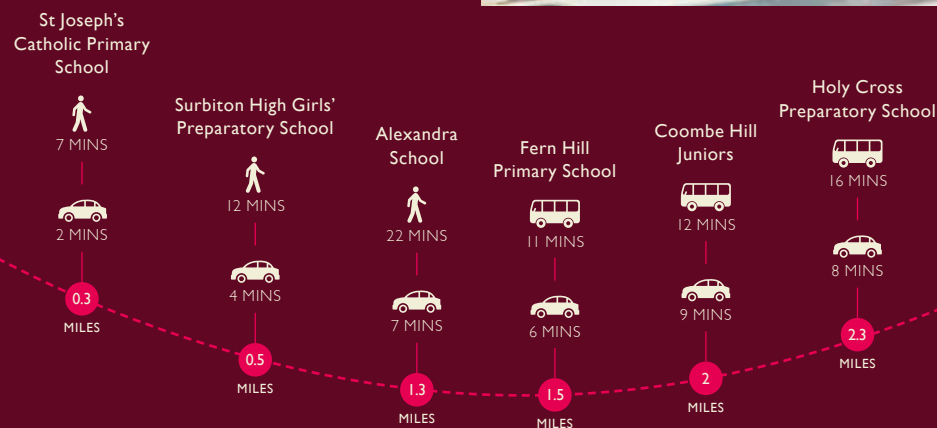 St Joseph's
Catholic Primary
School
7 MINS
2 MINS
0.3
MILES
Surbiton High Girls'
Preparatory School
12 MINS
4 MINS
0.5
MILES
Alexandra
School
22 MINS
7 MINS
1.3
MILES
Fern Hill
Primary School
11 MINS
6 MINS
1.5
MILES
Coombe Hill
Juniors
12 MINS
9 MINS
2
MILES
Holy Cross
Preparatory School
16 MINS
8 MINS
2.3
MILES